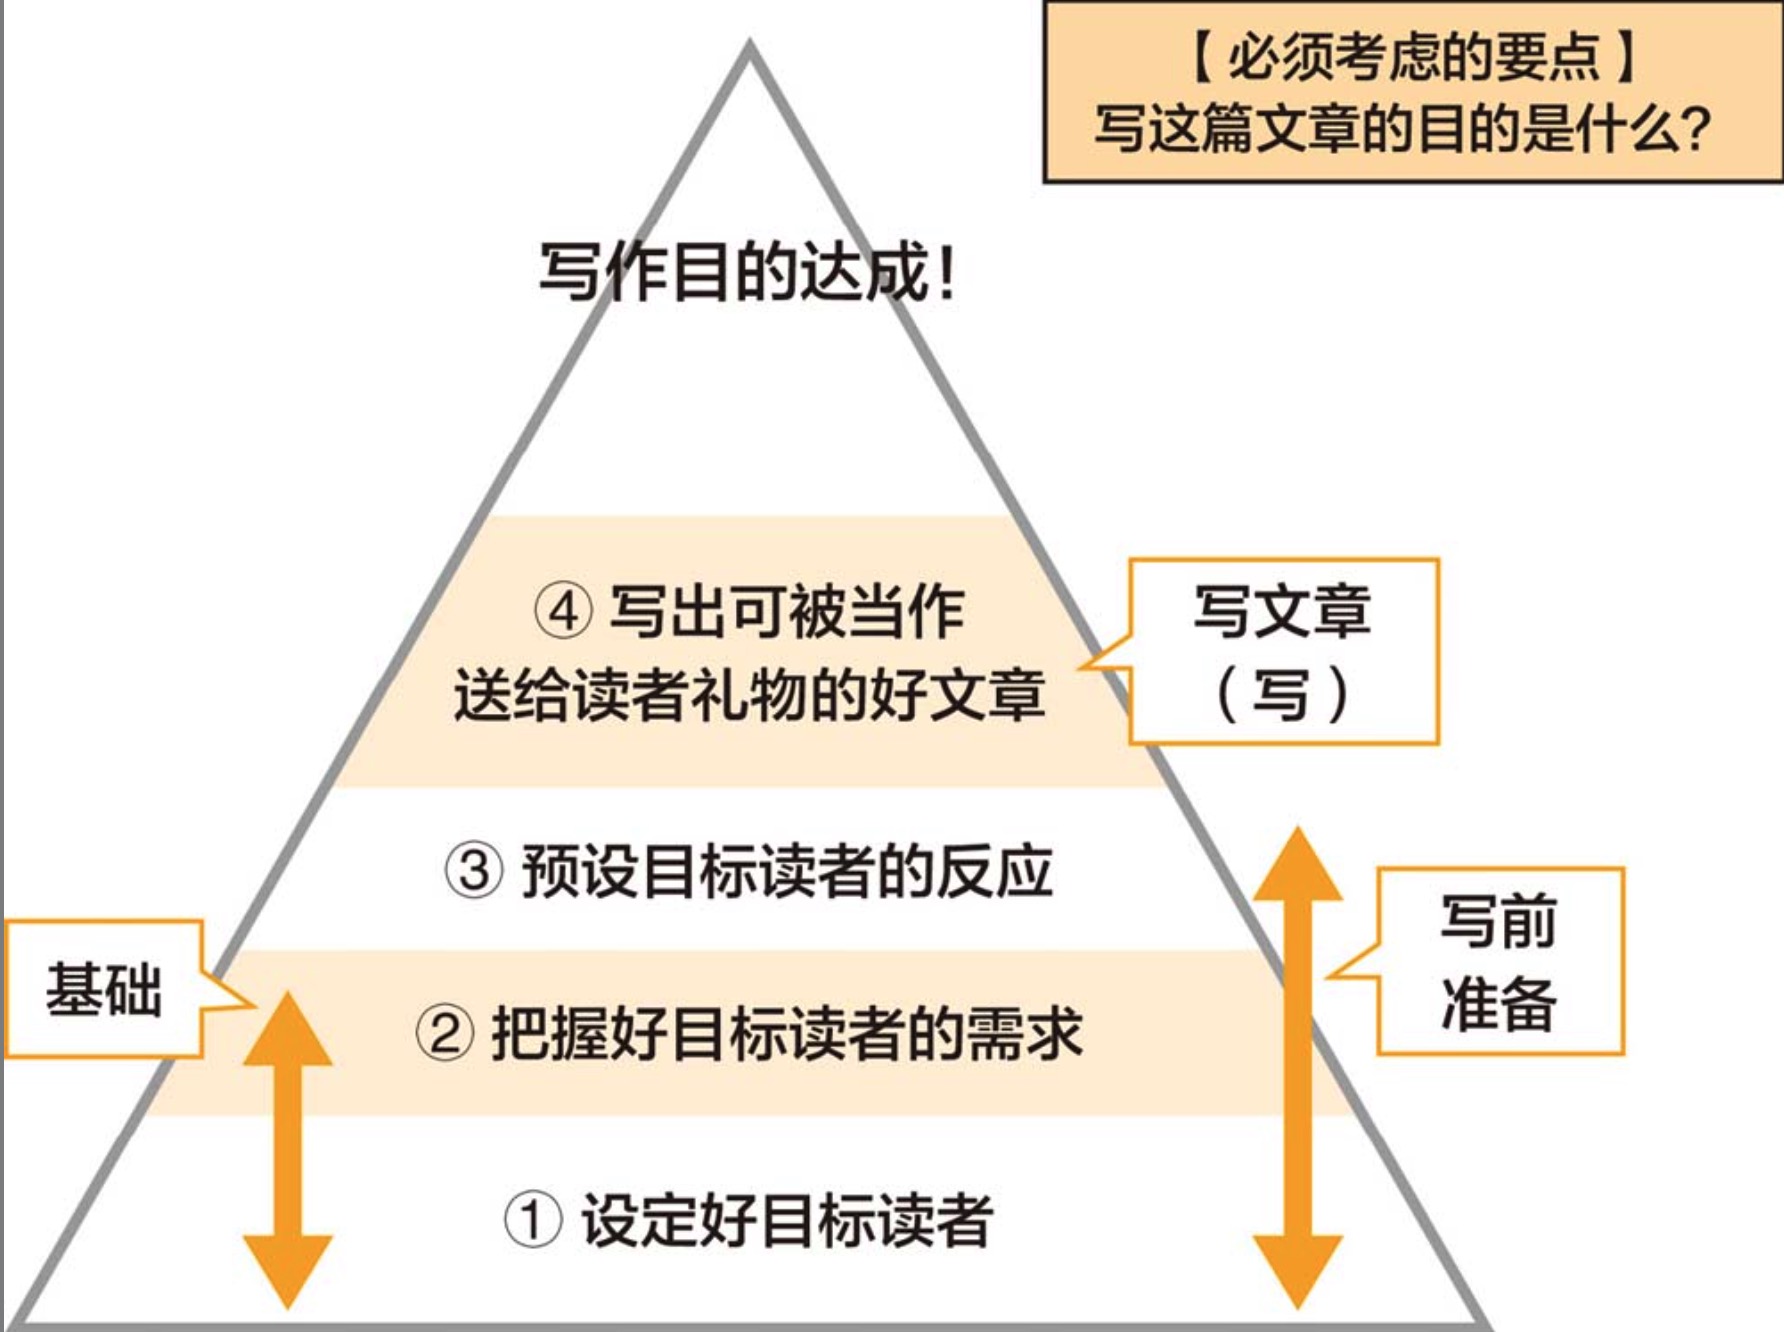 【必须考虑的要点】
写这篇文章的目的是什么？
写作目的达成！
④ 写出可被当作
送给读者礼物的好文章
写文章
（写）
③ 预设目标读者的反应
写前
准备
基础
② 把握好目标读者的需求
① 设定好目标读者